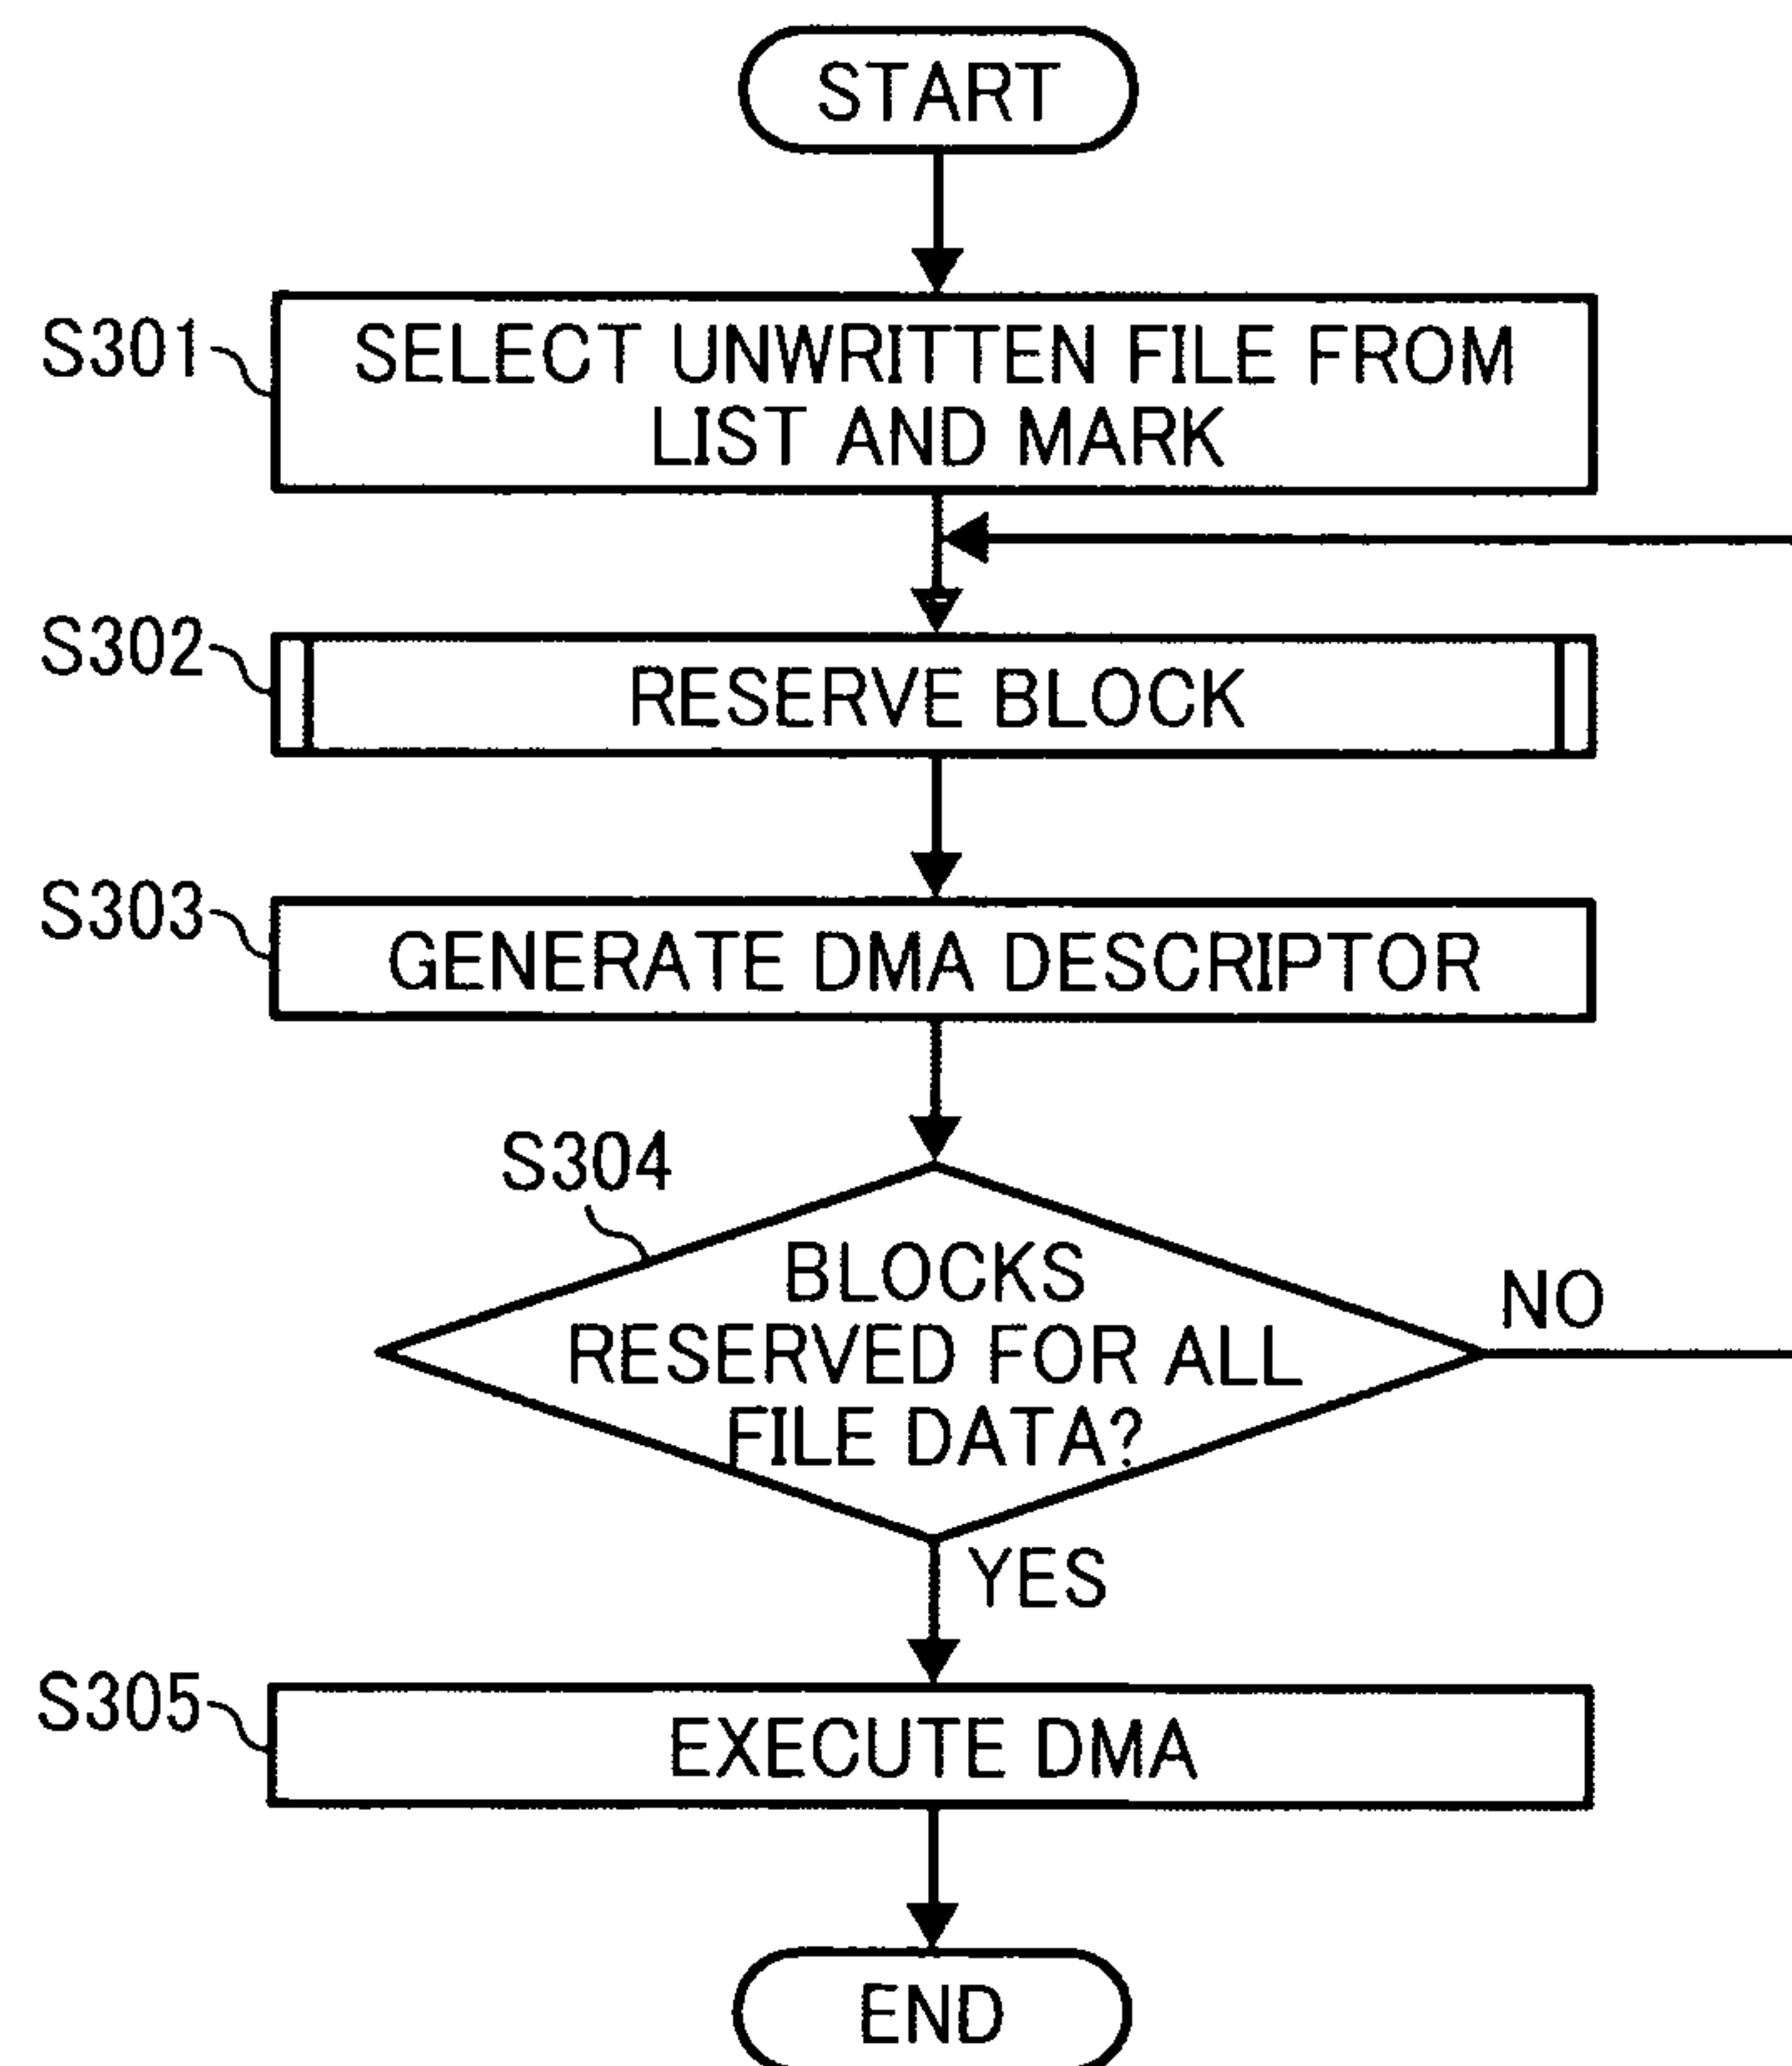 START
S301
SELECT UNWRITTEN FILE FROM
LIST AND MARK
S302
RESERVE BLOCK
S303
GENERATE DMA DESCRIPTOR
S304
BLOCKS
RESERVED FOR ALL
FILE DATA?
NO
YES
S305
EXECUTE DMA
END